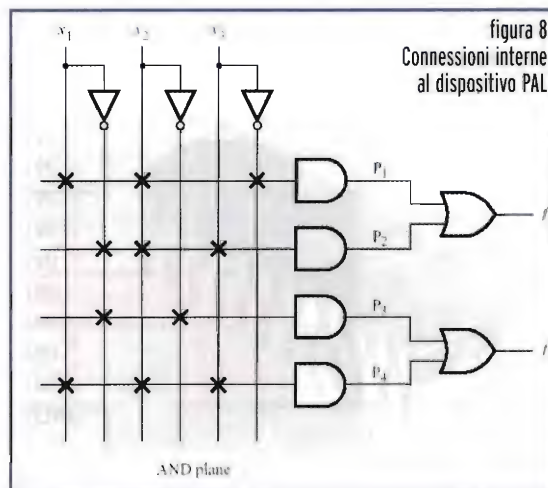 figura 8
Connessioni interne
al dispositivo PAL
x1 x2 x3
P1
f
P2
P3
f
P4
AND plane